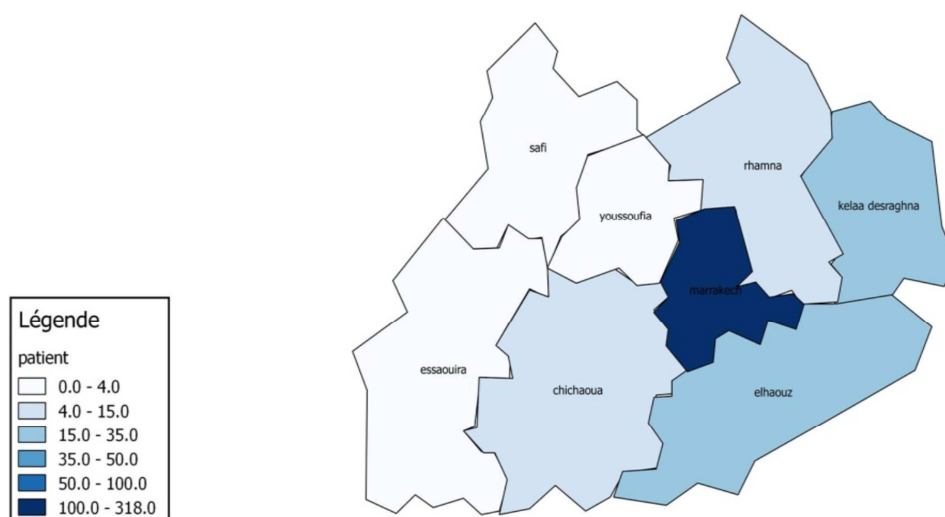 safi
rhamna
kelaa desraghna
youssoufia
marrakech
essaouira
chichaoua
elhaouz
Légende
patient
0.0 - 4.0
4.0 - 15.0
15.0 - 35.0
35.0 - 50.0
50.0 - 100.0
100.0 - 318.0